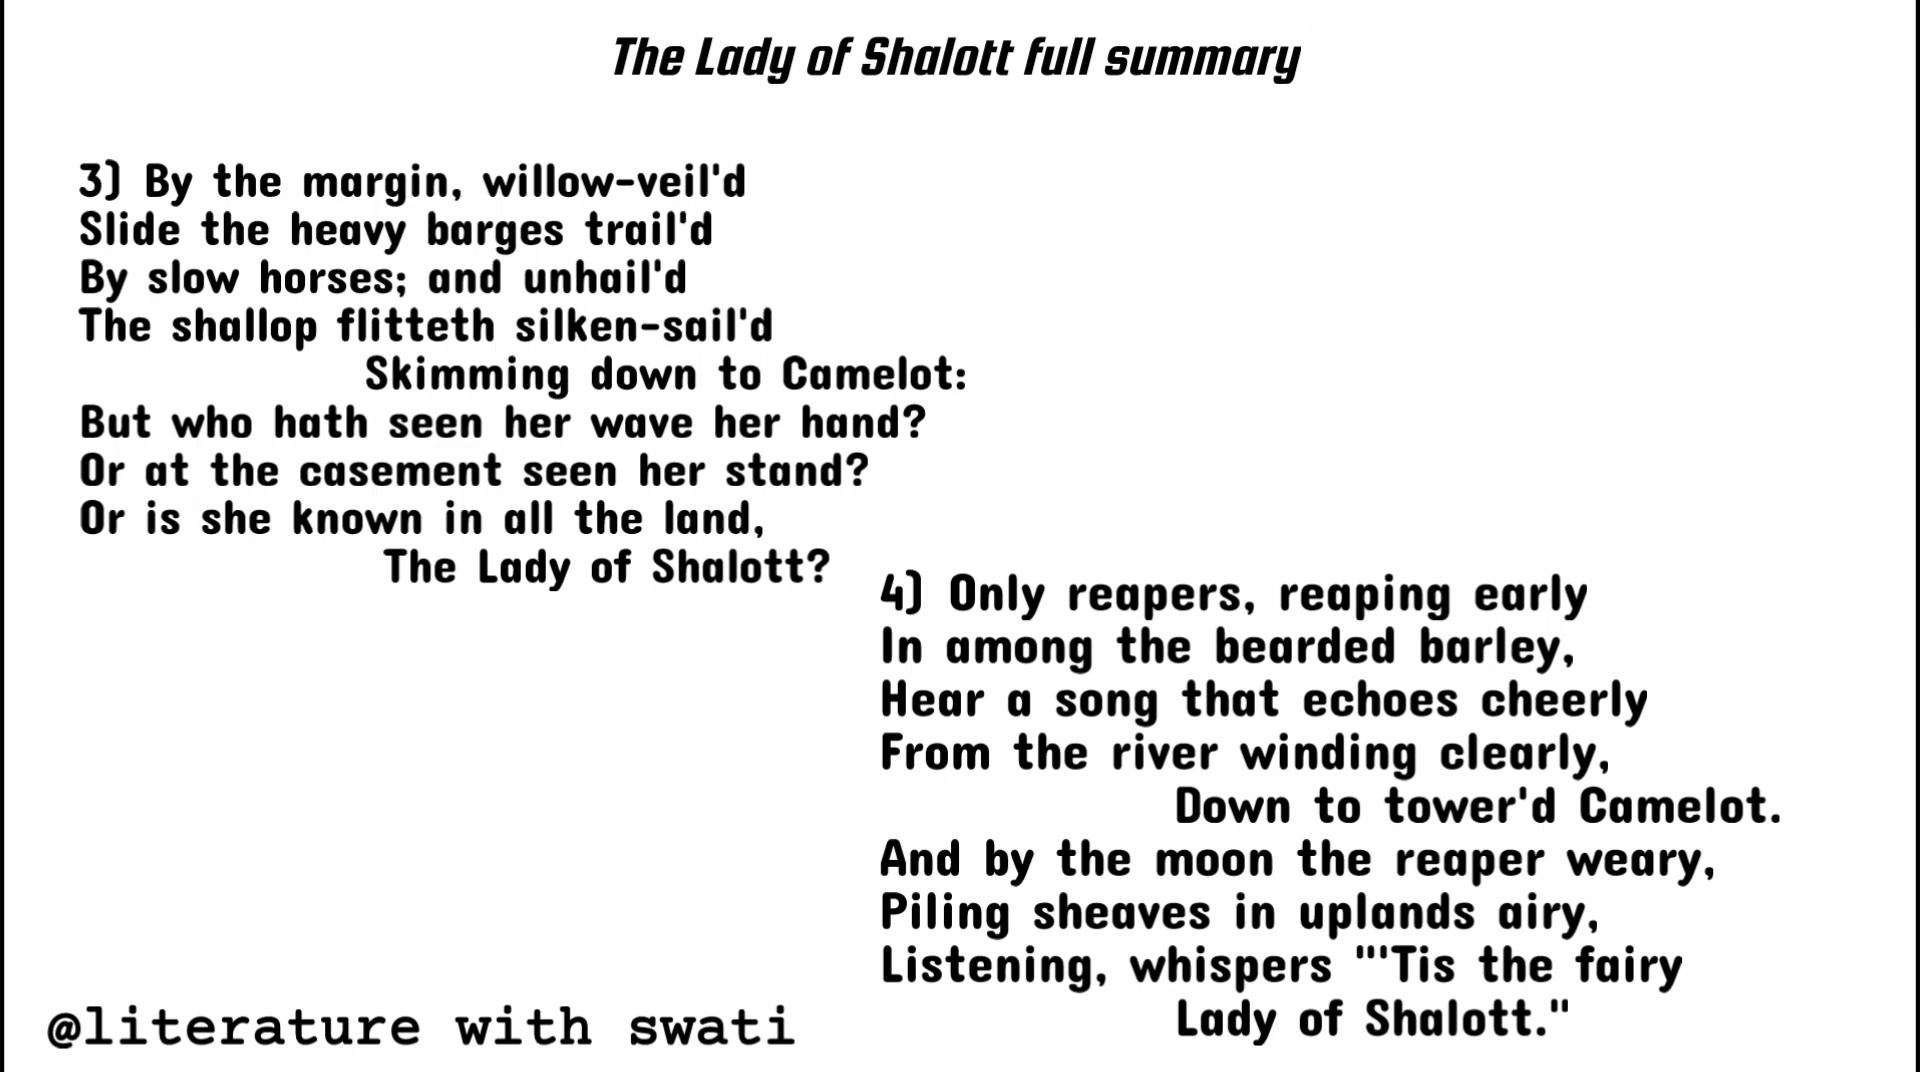 The Lady of Shalott full summary
3) By the margin, willow-veil'd
Slide the heavy barges trail'd
By slow horses; and unhail'd
The shallop flitteth silken-sail'd
Skimming down to Camelot:
But who hath seen her wave her hand?
Or at the casement seen her stand?
Or is she known in all the land,
The Lady of Shalott?
4) Only reapers, reaping early
In among the bearded barley,
Hear a song that echoes cheerly
From the river winding clearly,
Down to tower'd Camelot.
And by the moon the reaper weary,
Piling sheaves in uplands airy,
Listening, whispers "'Tis the fairy
Lady of Shalott."
@literature with swati